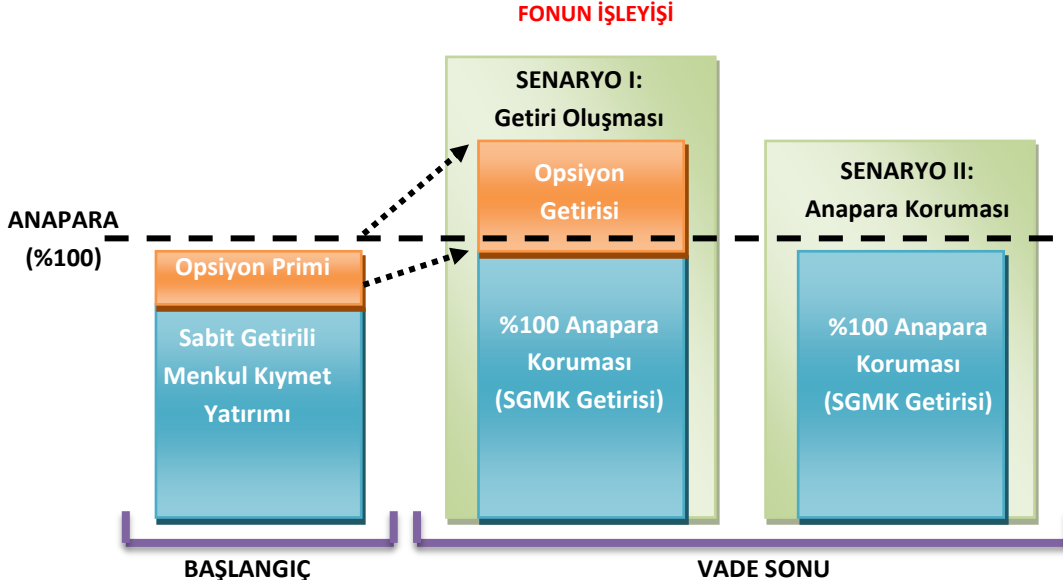 FONUN İŞLEYİŞİ
ANAPARA
(%100)
Opsiyon Primi
Sabit Getirili
Menkul Kıymet
Yatırımı
SENARYO I:
Getiri Oluşması
Opsiyon
Getirisi
%100 Anapara
Koruması
(SGMK Getirisi)
SENARYO II:
Anapara Koruması
%100 Anapara
Koruması
(SGMK Getirisi)
BAŞLANGIÇ
VADE SONU